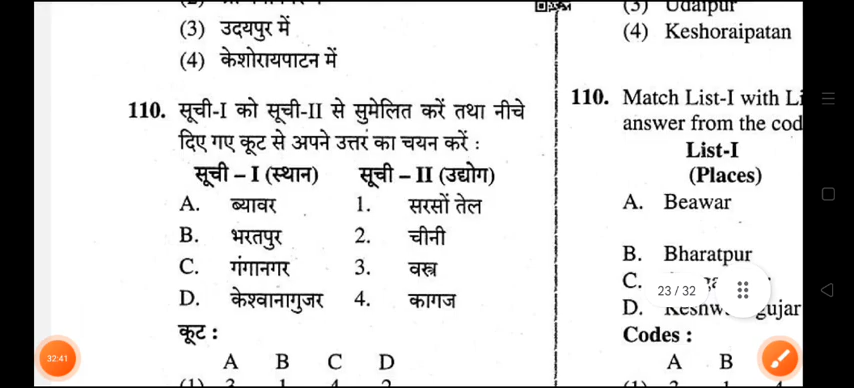 (3) उदयपुर में
(4) केशोरायपाटन में
110. सूची-I को सूची-II से सुमेलित करें तथा नीचे
दिए गए कूट से अपने उत्तर का चयन करें :
सूची – I (स्थान) सूची – II (उद्योग)
A. ब्यावर 1. सरसों तेल
B. भरतपुर 2. चीनी
C. गंगानगर 3. वस्त्र
D. केश्वानागुजर 4. कागज
कूट :
A B C D
(3) Udaipur
(4) Keshoraipatan
110. Match List-I with
answer from the cod
List-I
(Places)
A. Beawar
B. Bharatpur
C.
D. gujar
Codes :
A B
23 / 32
32:41